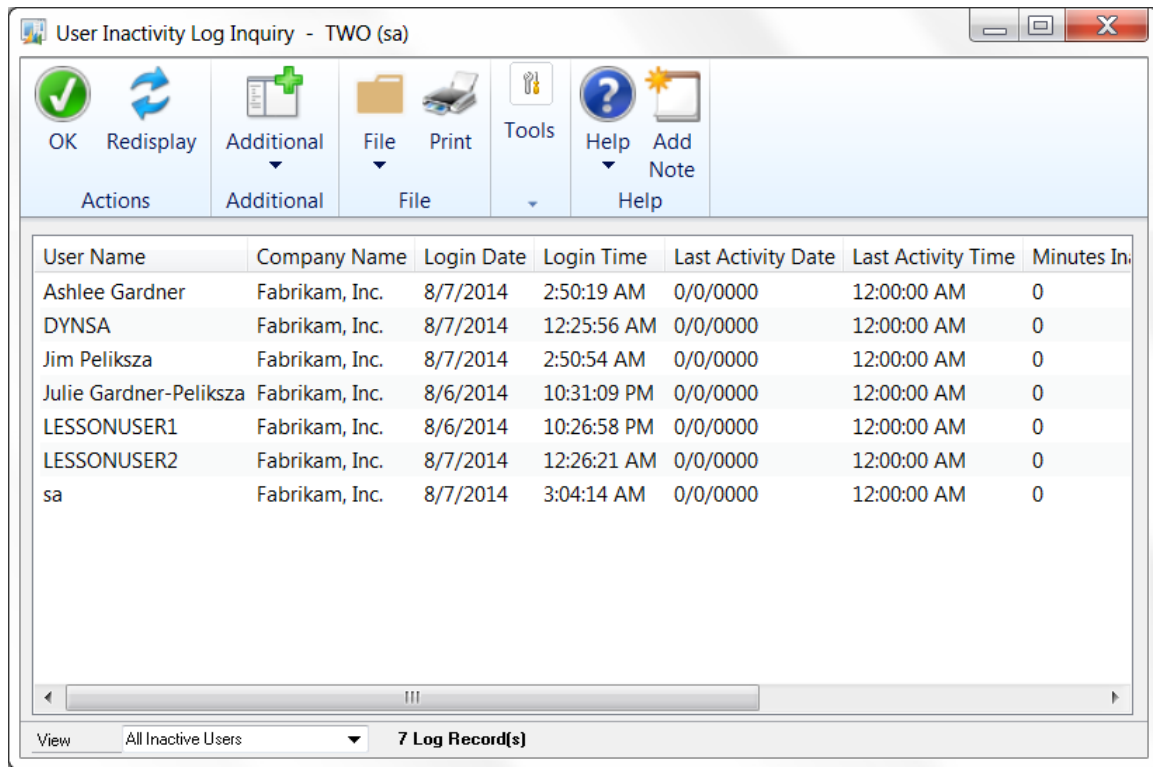 User Inactivity Log Inquiry - TWO (sa)
OK Redisplay Additional File Print Tools Help Add Note
Actions Additional File Help
User Name Company Name Login Date Login Time Last Activity Date Last Activity Time Minutes In
Ashlee Gardner Fabrikam, Inc. 8/7/2014 2:50:19 AM 0/0/0000 12:00:00 AM 0
DYNSA Fabrikam, Inc. 8/7/2014 12:25:56 AM 0/0/0000 12:00:00 AM 0
Jim Peliksza Fabrikam, Inc. 8/7/2014 2:50:54 AM 0/0/0000 12:00:00 AM 0
Julie Gardner-Peliksza Fabrikam, Inc. 8/6/2014 10:31:09 PM 0/0/0000 12:00:00 AM 0
LESSONUSER1 Fabrikam, Inc. 8/6/2014 10:26:58 PM 0/0/0000 12:00:00 AM 0
LESSONUSER2 Fabrikam, Inc. 8/7/2014 12:26:21 AM 0/0/0000 12:00:00 AM 0
sa Fabrikam, Inc. 8/7/2014 3:04:14 AM 0/0/0000 12:00:00 AM 0
View All Inactive Users 7 Log Record(s)